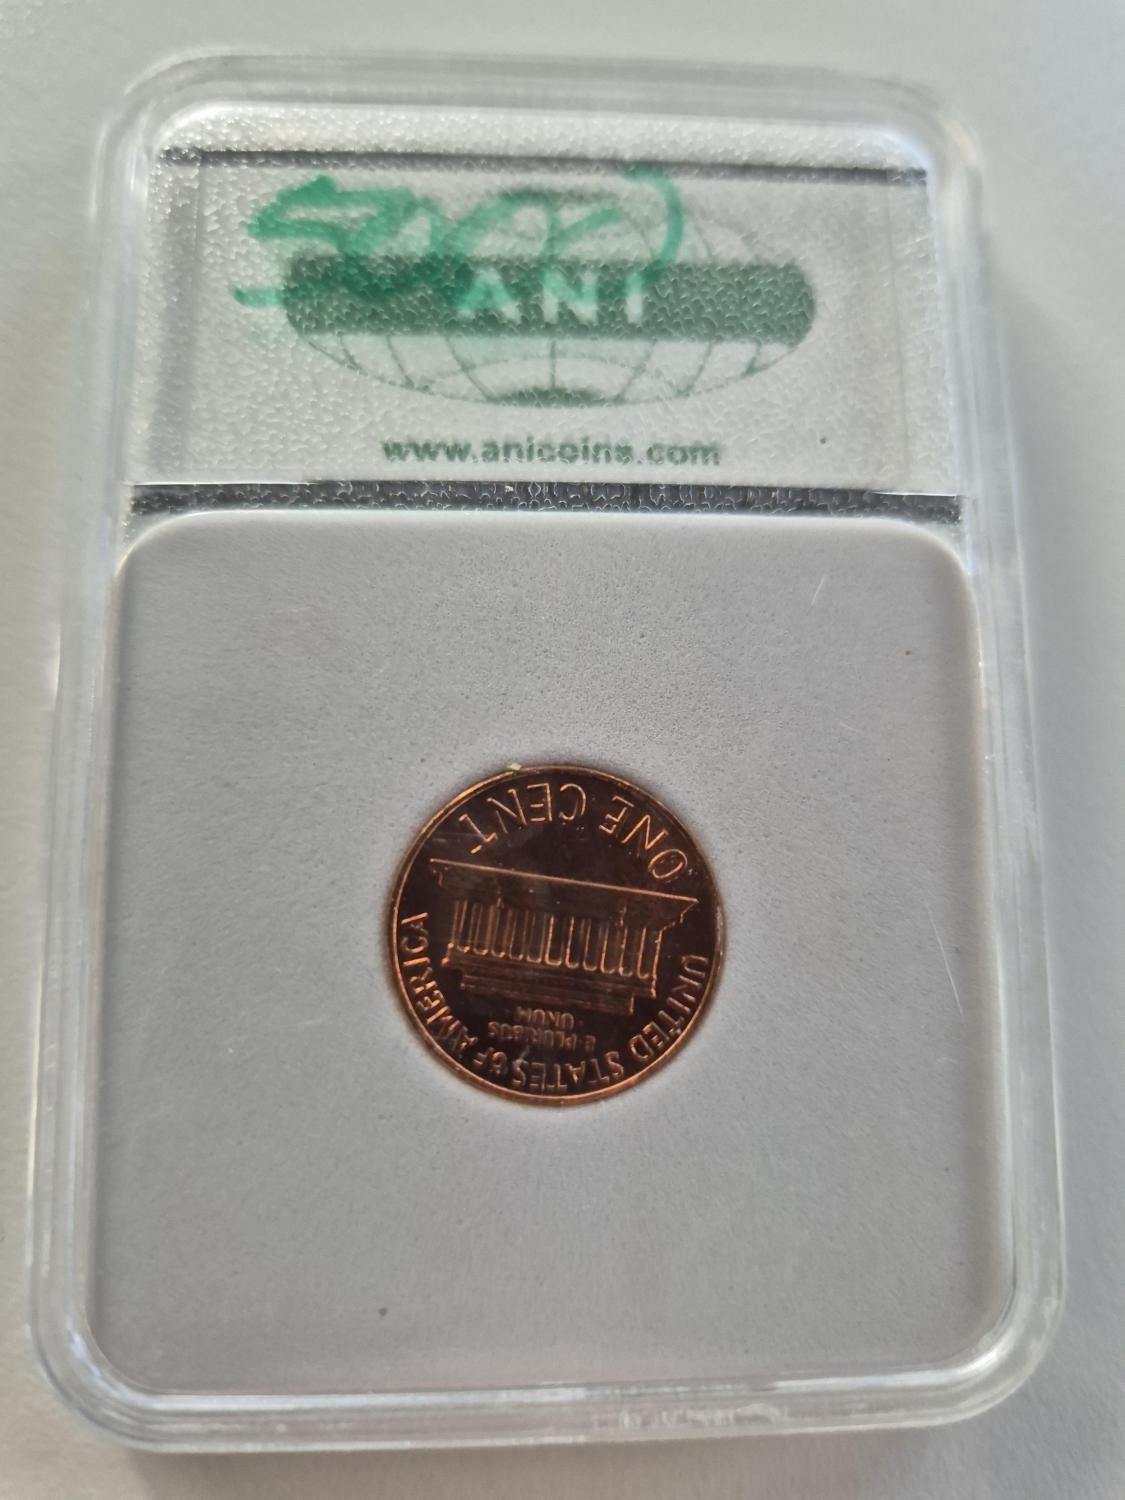 ANI
www.anicoins.com
ONE CENT
E PLURIBUS
UNUM
UNITED STATES OF AMERICA